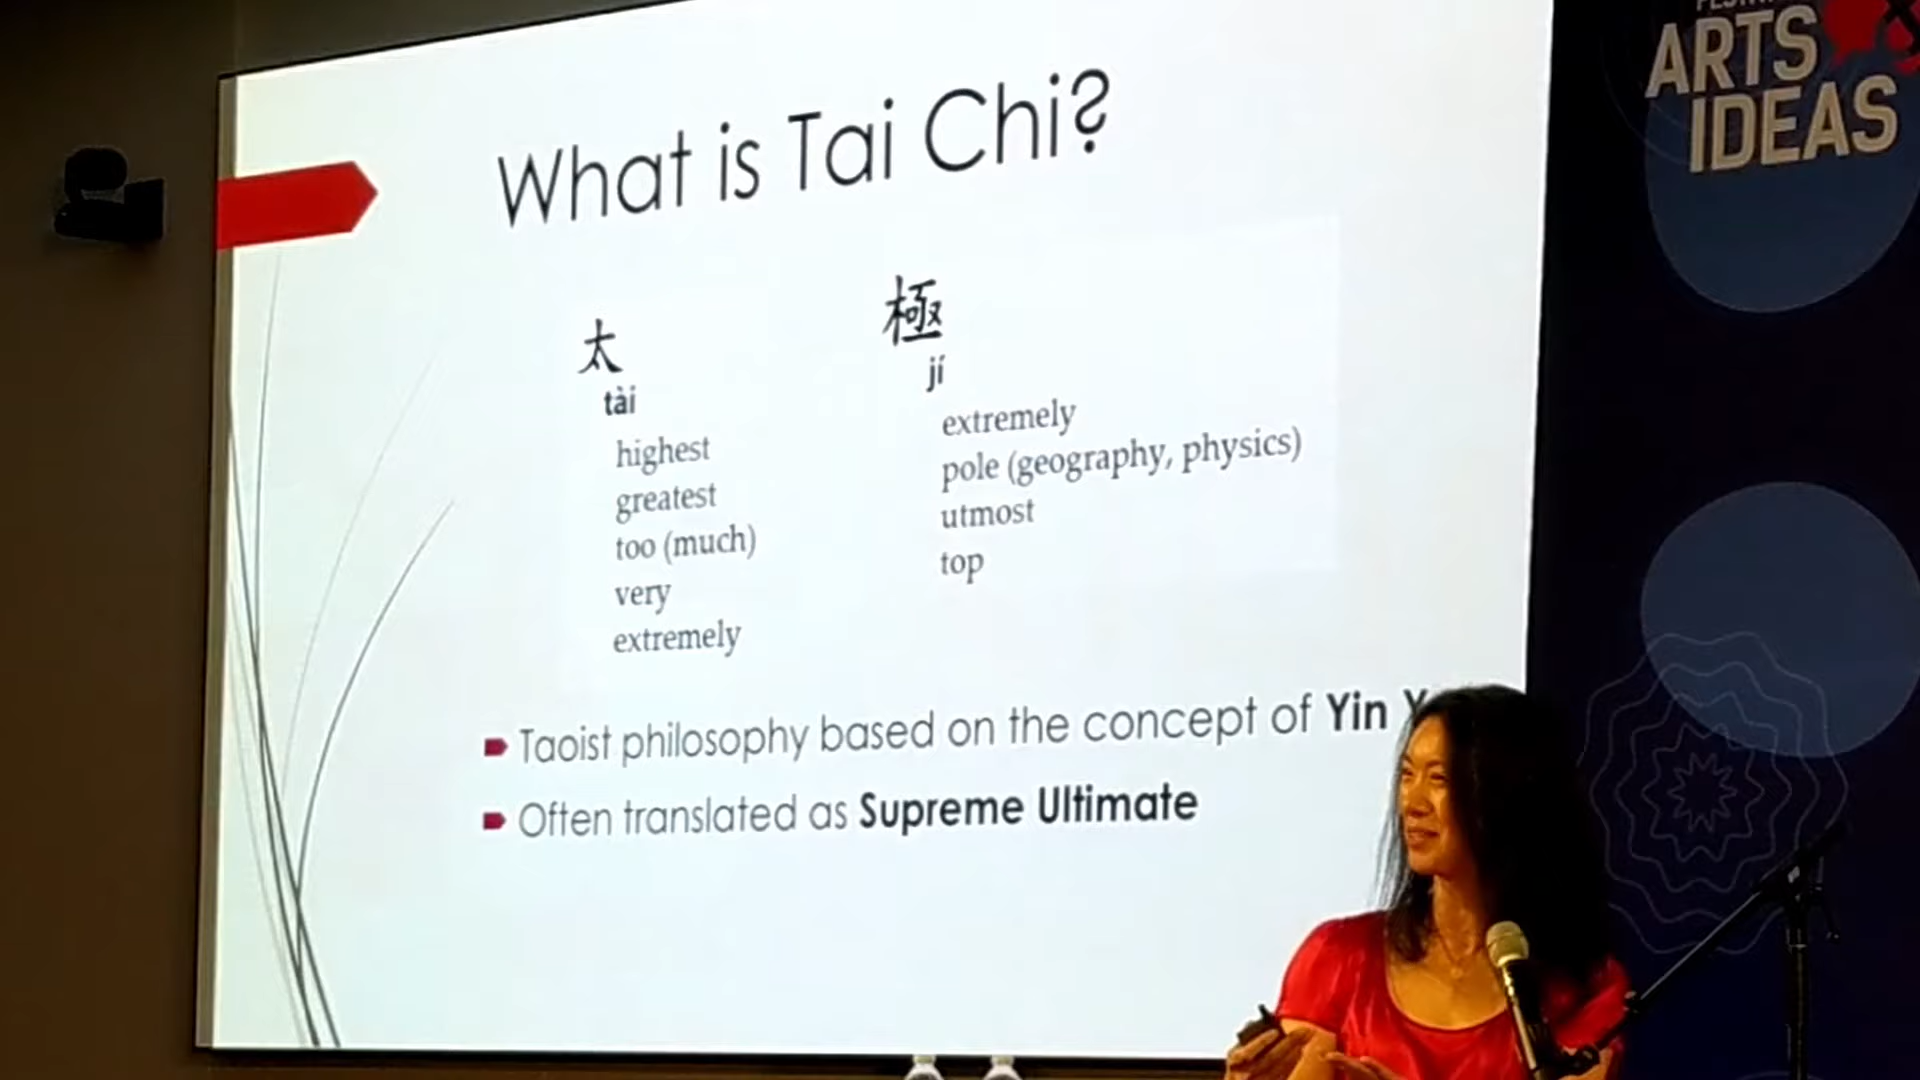 What is Tai Chi?
太
tài
highest
greatest
too (much)
very
extremely
極
jí
extremely
pole (geography, physics)
utmost
top
Taoist philosophy based on the concept of Yin
Often translated as Supreme Ultimate
ARTS &
IDEAS